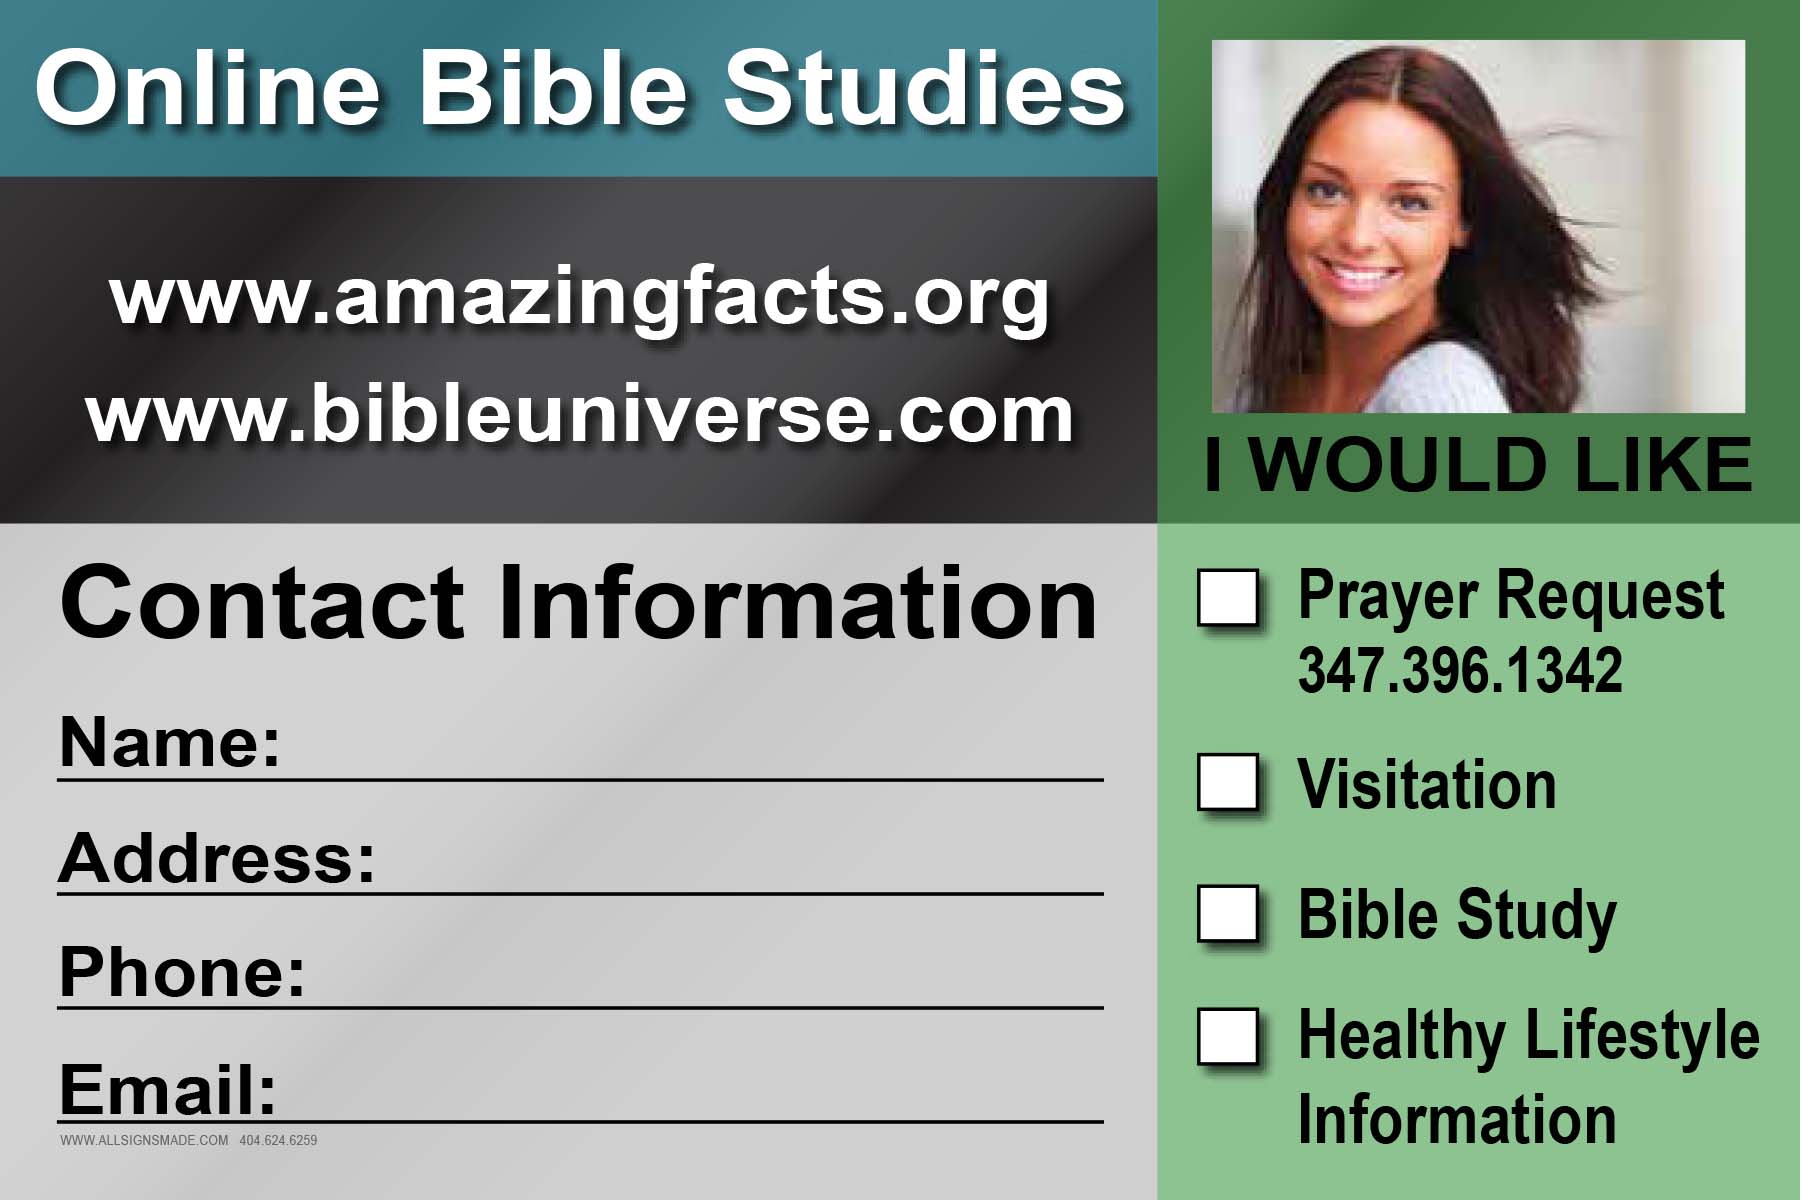 Online Bible Studies
www.amazingfacts.org
www.bibleuniverse.com
Contact Information
Name:
Address:
Phone:
Email:
WWW.ALLSIGNSMADE.COM 404.624.6259
I WOULD LIKE
Prayer Request
347.396.1342
Visitation
Bible Study
Healthy Lifestyle
Information